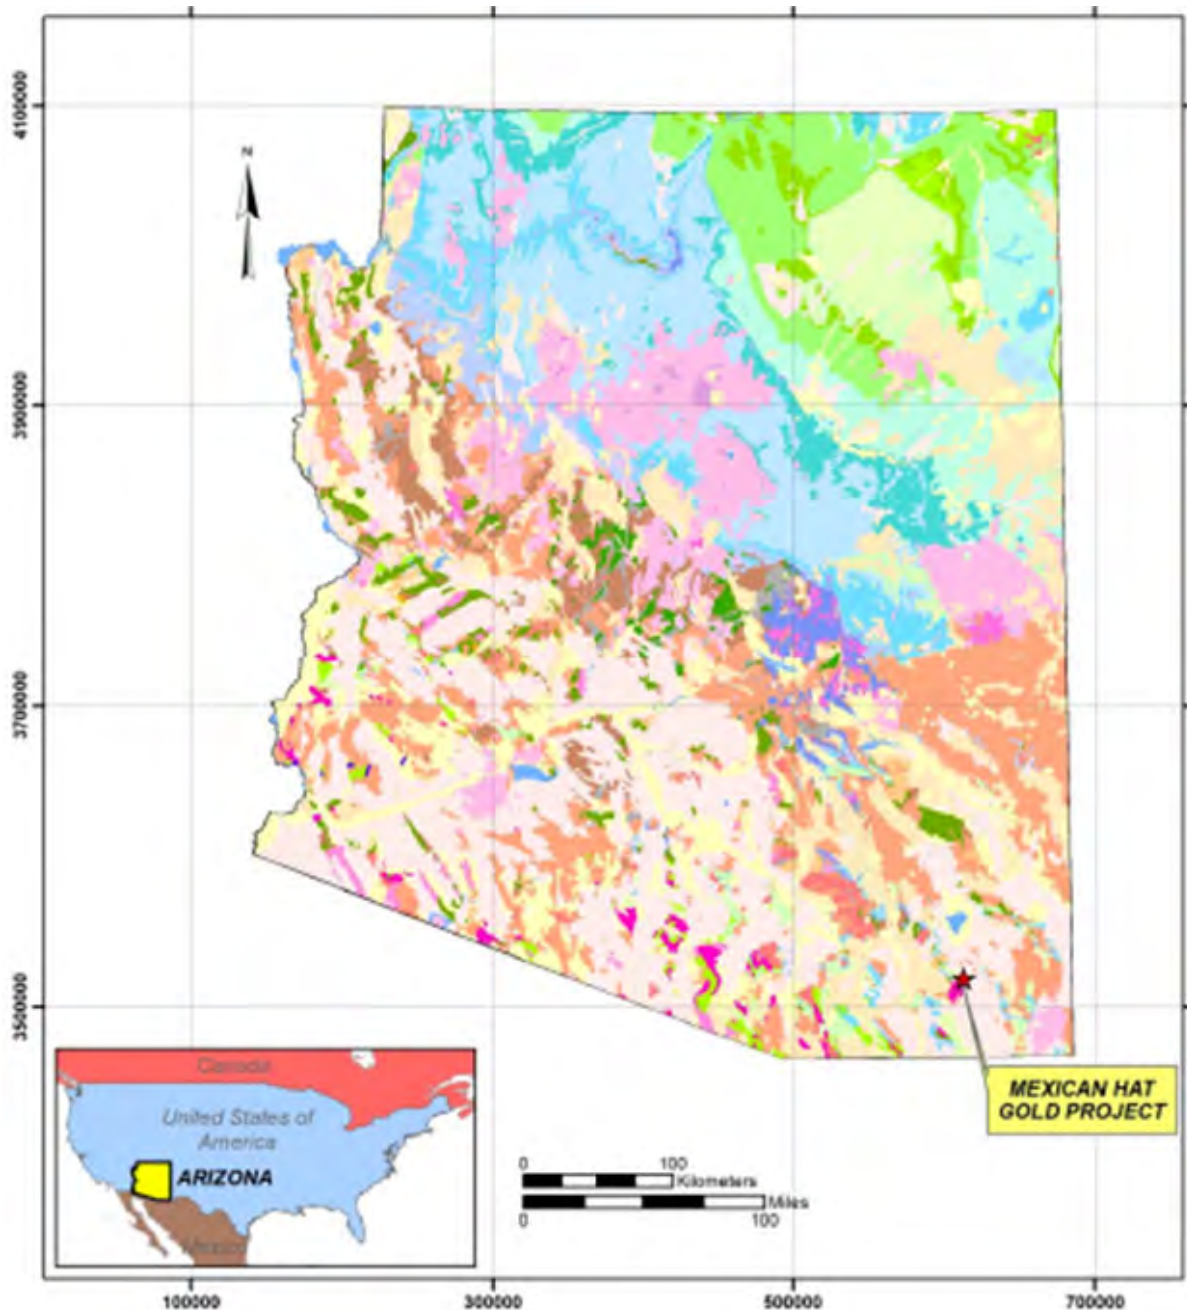 4100000
N
3900000
3700000
3500000
MEXICAN HAT
GOLD PROJECT
Canada
United States of
America
ARIZONA
Mexico
0 100
Kilometers
Miles
0 100
100000 300000 500000 700000